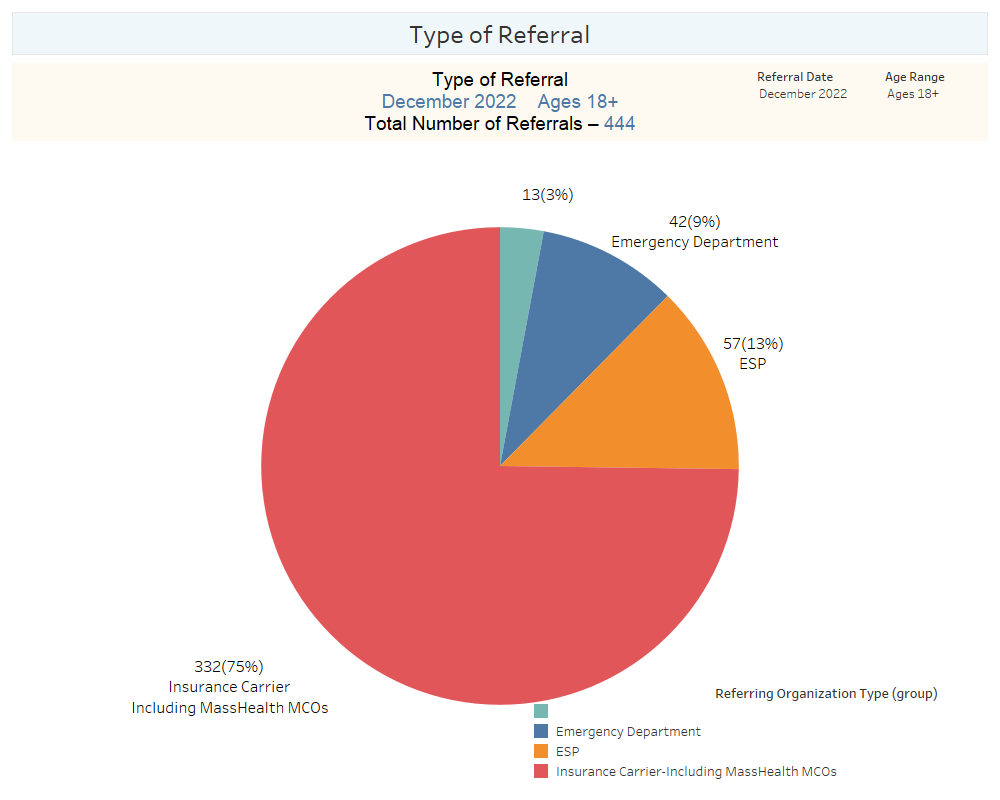 Type of Referral
Type of Referral
December 2022 Ages 18+
Total Number of Referrals – 444
Referral Date
December 2022
Age Range
Ages 18+
13(3%)
42(9%)
Emergency Department
57(13%)
ESP
332(75%)
Insurance Carrier
Including MassHealth MCOs
Referring Organization Type (group)
Emergency Department
ESP
Insurance Carrier-Including MassHealth MCOs